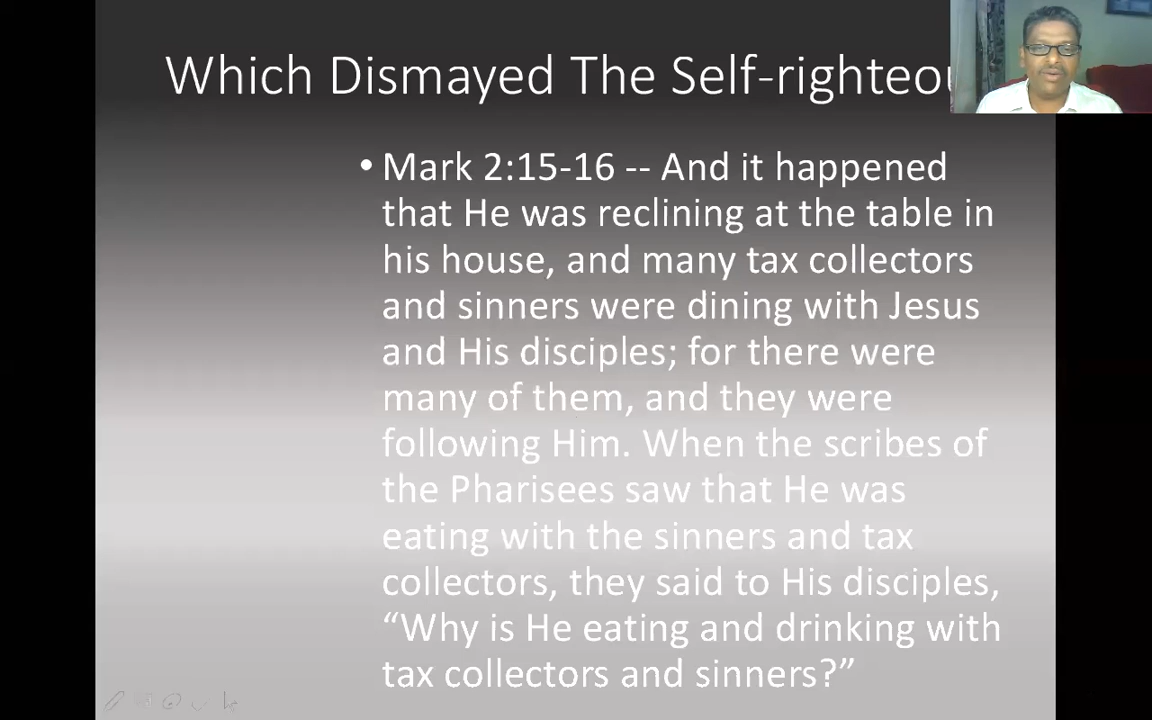 Which Dismayed The Self-righteou
• Mark 2:15-16 -- And it happened
that He was reclining at the table in
his house, and many tax collectors
and sinners were dining with Jesus
and His disciples; for there were
many of them, and they were
following Him. When the scribes of
the Pharisees saw that He was
eating with the sinners and tax
collectors, they said to His disciples,
“Why is He eating and drinking with
tax collectors and sinners?”